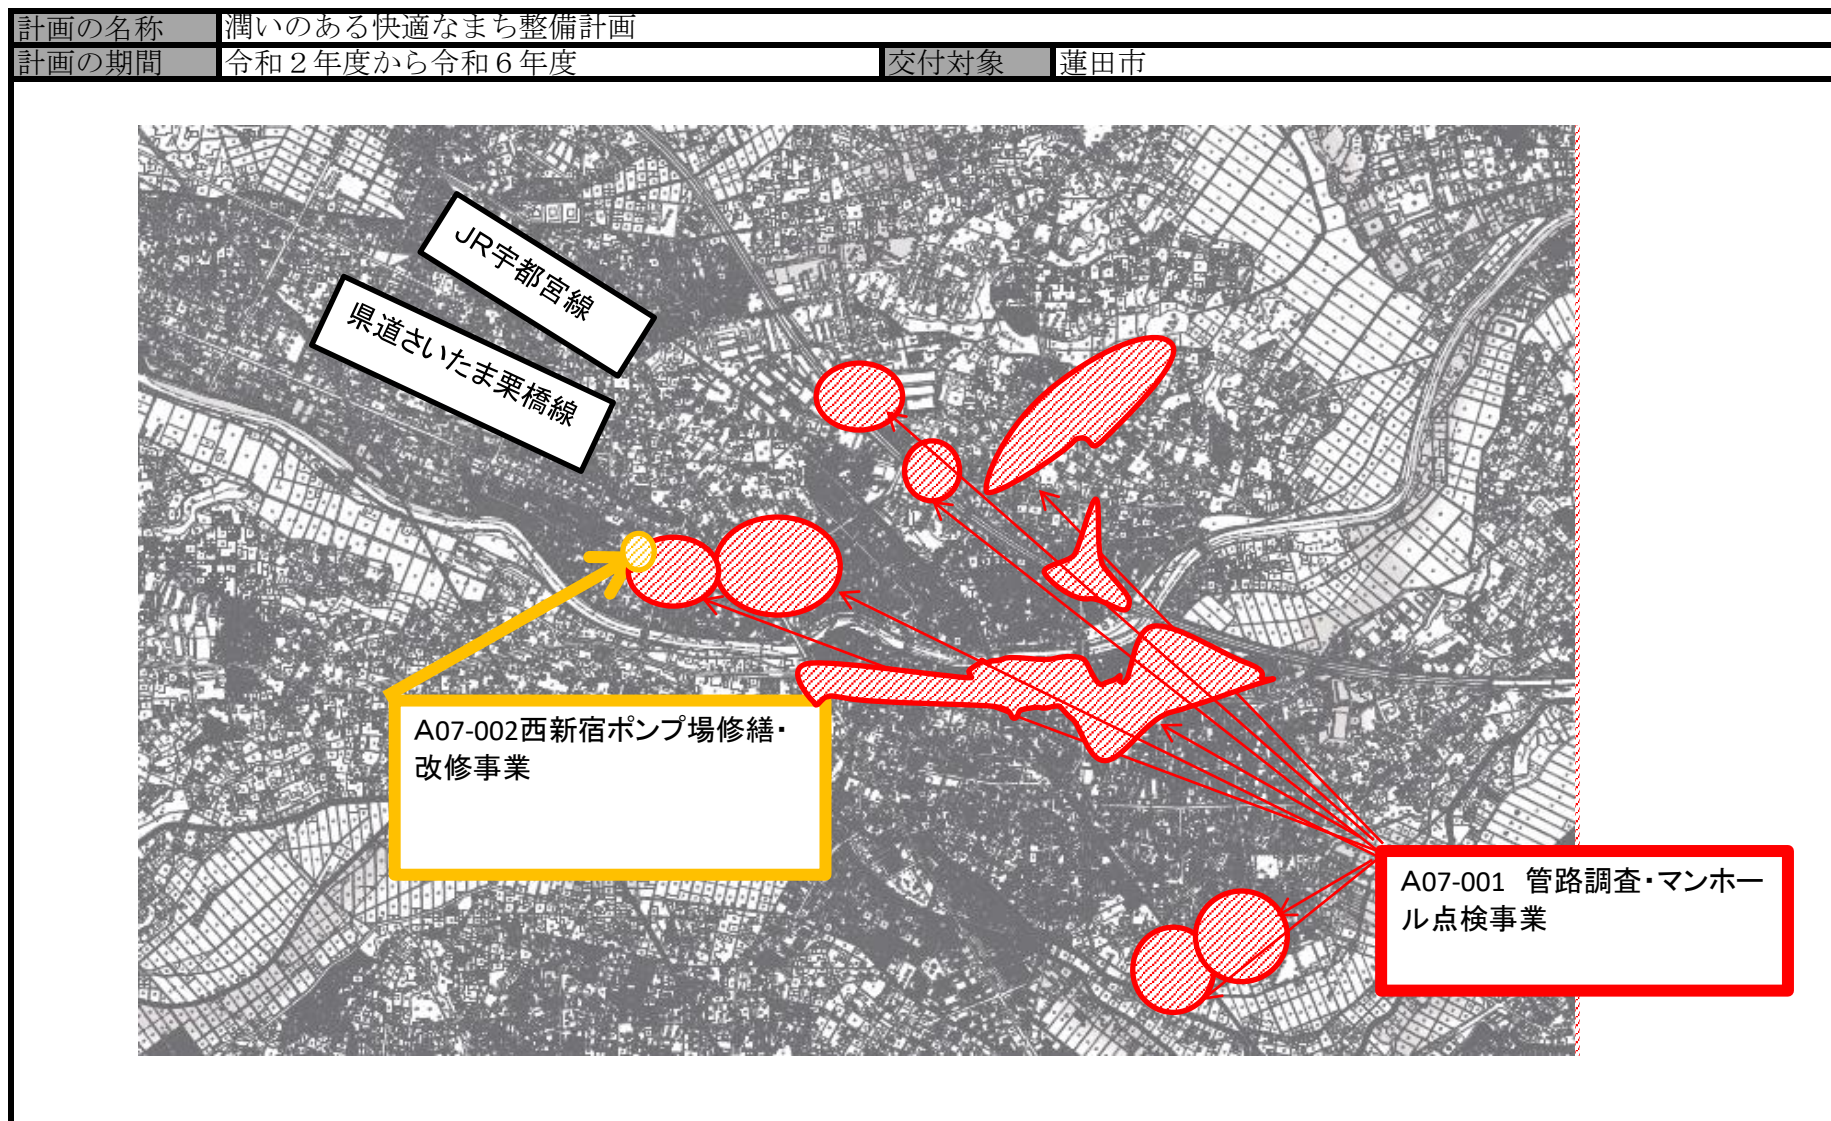 計画の名称 潤いのある快適なまち整備計画
計画の期間 令和２年度から令和６年度 交付対象 蓮田市
ＪＲ宇都宮線
県道さいたま栗橋線
A07-002西新宿ポンプ場修繕・
改修事業
A07-001　管路調査・マンホー
ル点検事業